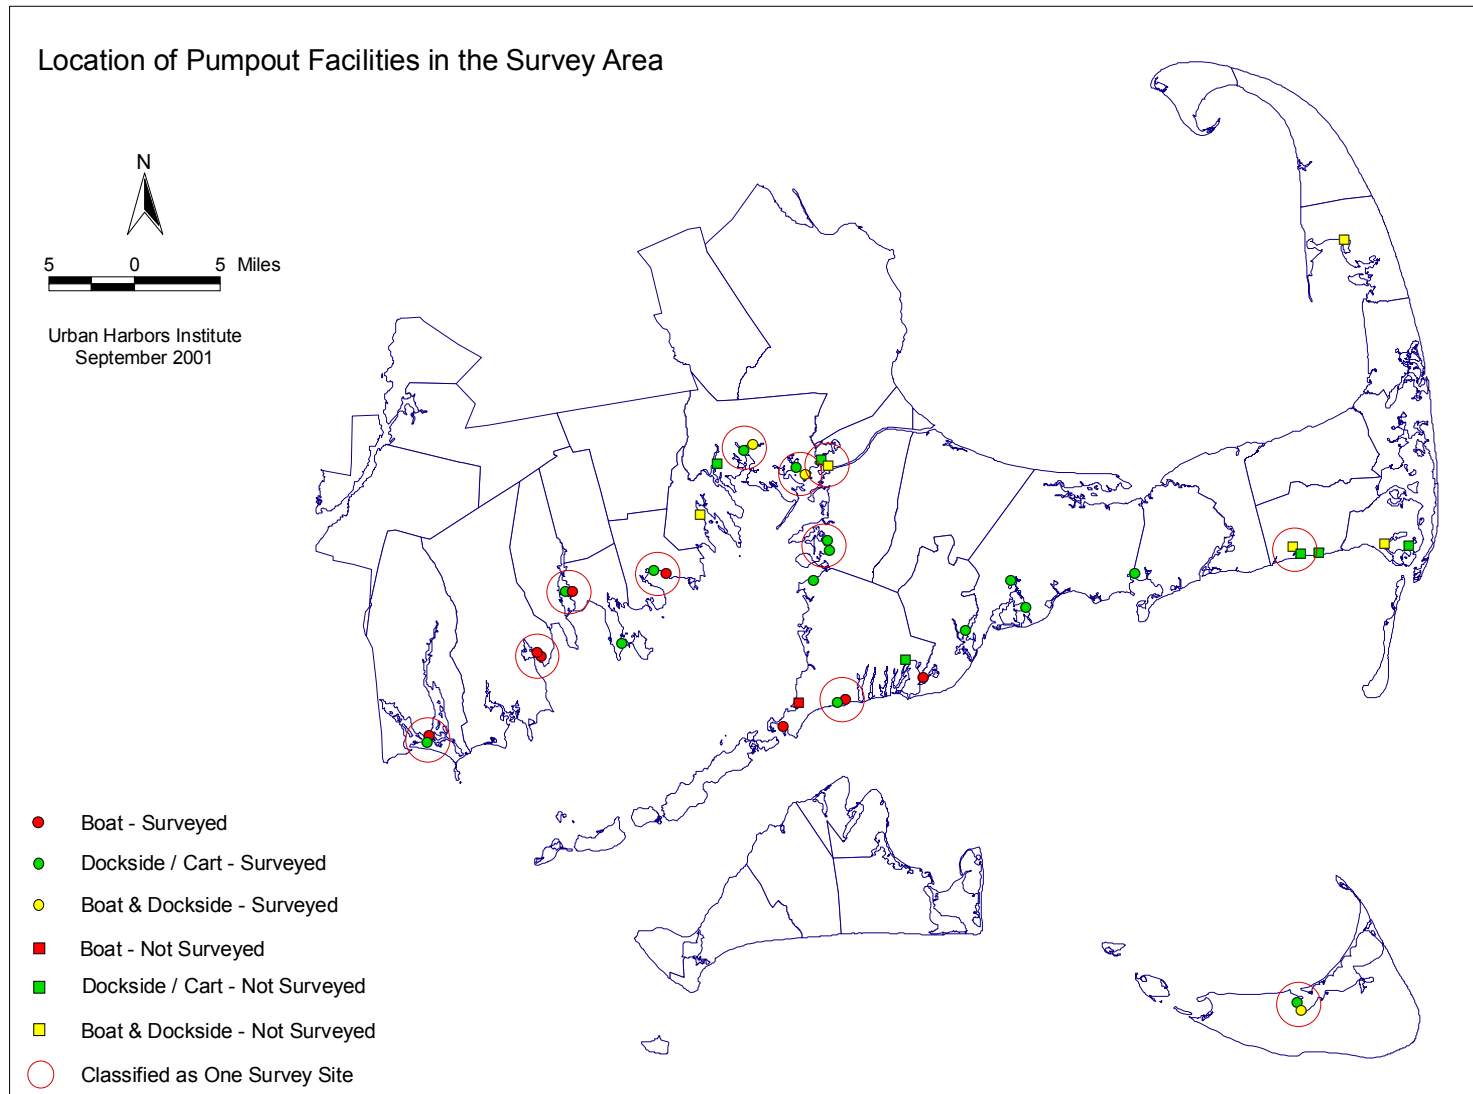 Location of Pumpout Facilities in the Survey Area
N
5 0 5 Miles
Urban Harbors Institute
September 2001
Boat - Surveyed
Dockside / Cart - Surveyed
Boat & Dockside - Surveyed
Boat - Not Surveyed
Dockside / Cart - Not Surveyed
Boat & Dockside - Not Surveyed
Classified as One Survey Site